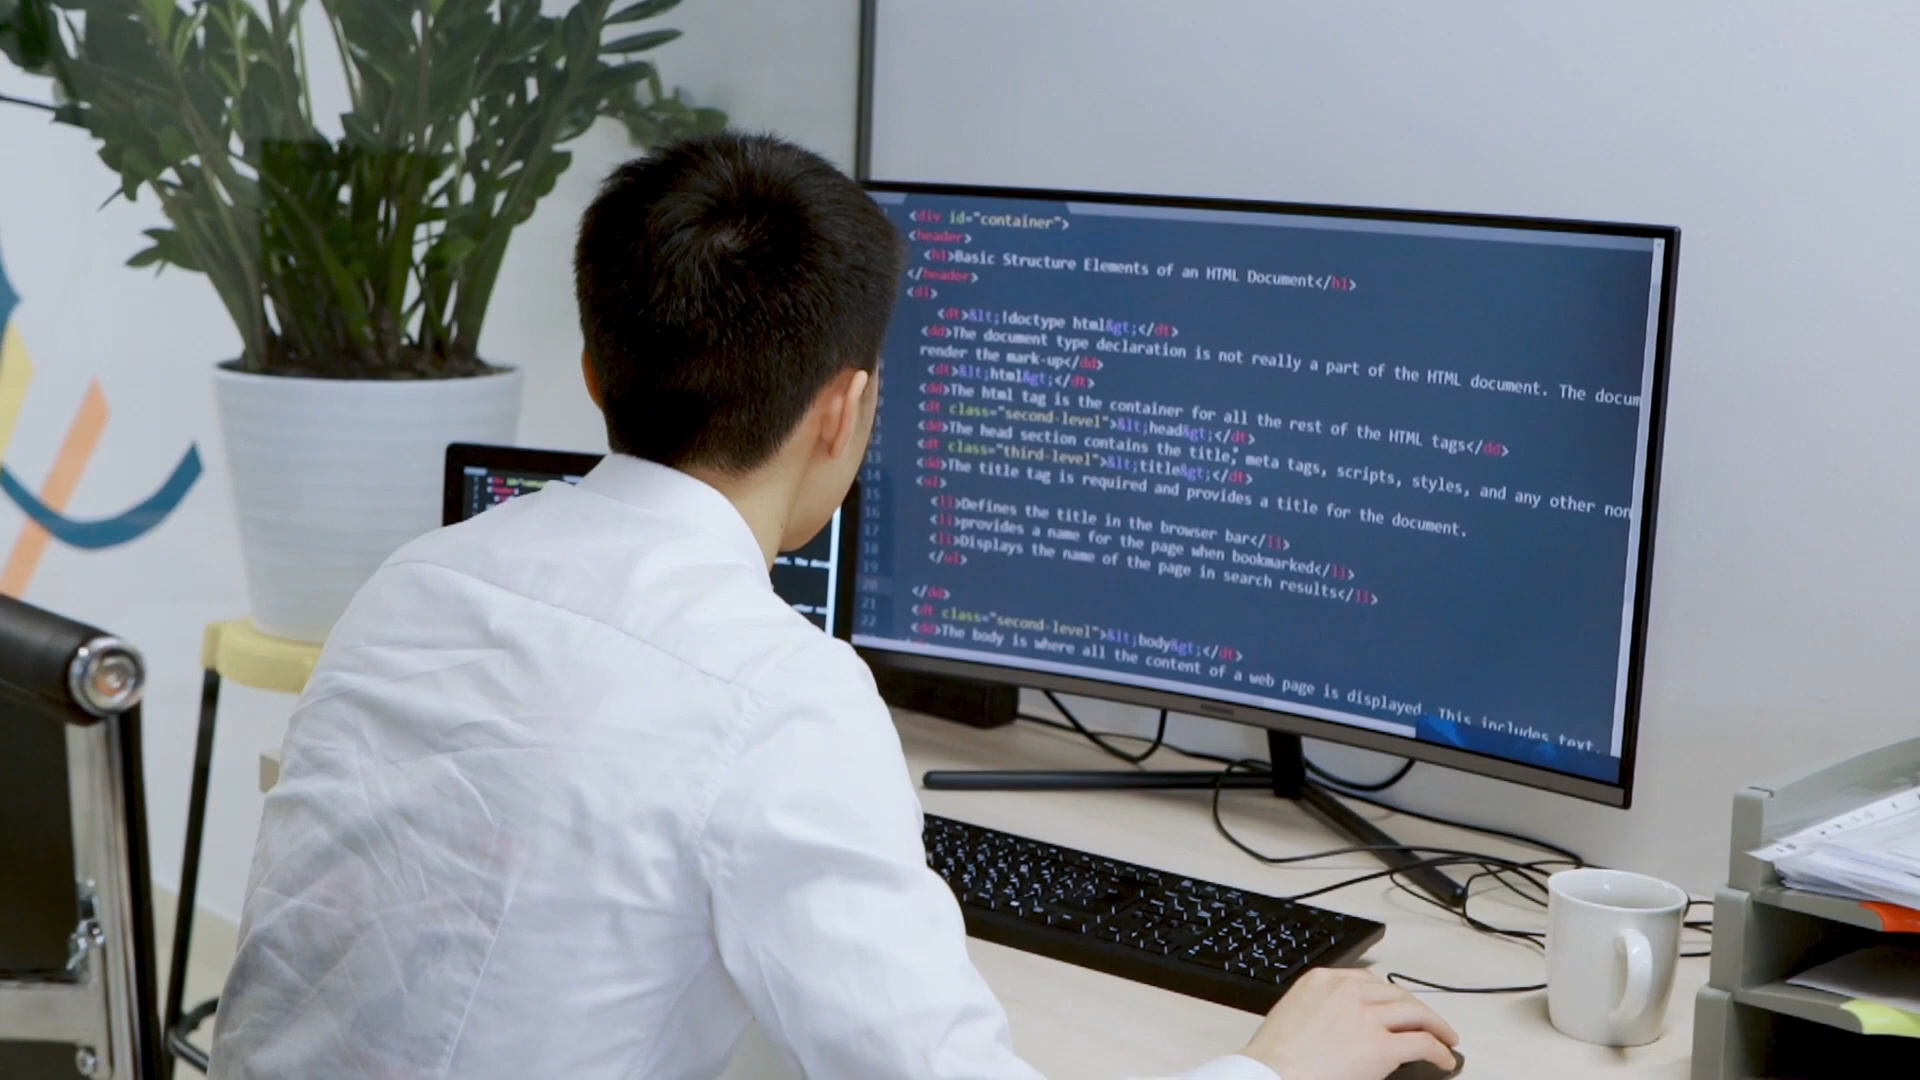 <div id="container">
<header>
<h1>Basic Structure Elements of an HTML Document</h1>
</header>
<dl>
<dt>&lt;!doctype html&gt;</dt>
<dd>The document type declaration is not really a part of the HTML document. The docum
render the mark-up</dd>
<dt>&lt;html&gt;</dt>
<dd>The html tag is the container for all the rest of the HTML tags</dd>
<dt class="second-level">&lt;head&gt;</dt>
<dd>The head section contains the title, meta tags, scripts, styles, and any other non
<dt class="third-level">&lt;title&gt;</dt>
<dd>The title tag is required and provides a title for the document.
<ul>
<li>Defines the title in the browser bar</li>
<li>provides a name for the page when bookmarked</li>
<li>Displays the name of the page in search results</li>
</ul>
</dd>
<dt class="second-level">&lt;body&gt;</dt>
<dd>The body is where all the content of a web page is displayed. This includes text,